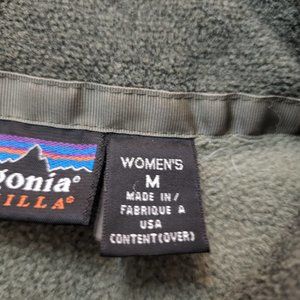 gonia®
ILLA®
WOMEN'S
M
MADE IN/
FABRIQUE A
USA
CONTENT(OVER)